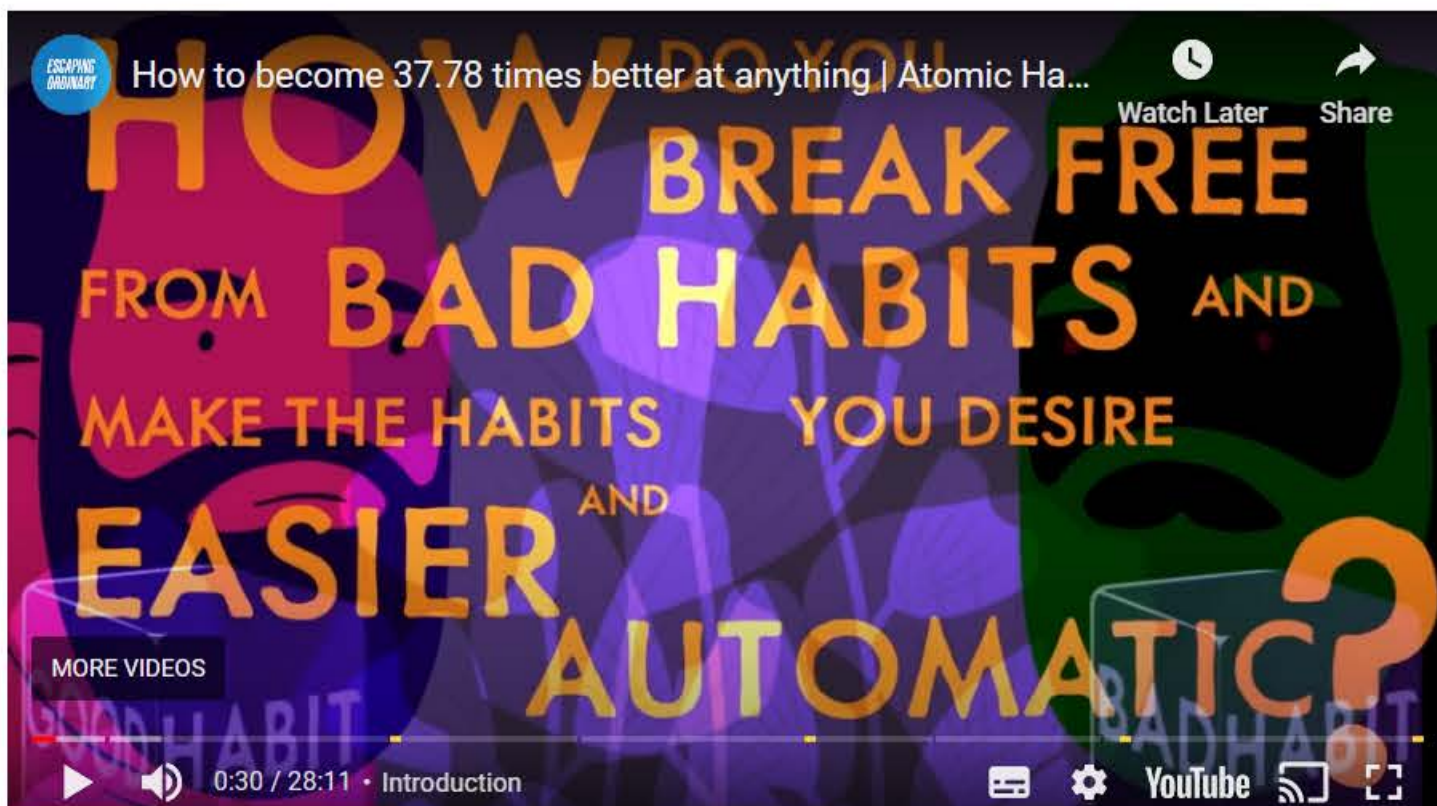 ESCAPING
ORDINARY
How to become 37.78 times better at anything | Atomic Ha...
Watch Later
Share
HOW DO YOU
BREAK FREE
FROM BAD HABITS AND
MAKE THE HABITS YOU DESIRE
EASIER AND
AUTOMATIC?
MORE VIDEOS
GOOD HABIT
BAD HABIT
0:30 / 28:11 • Introduction
YouTube